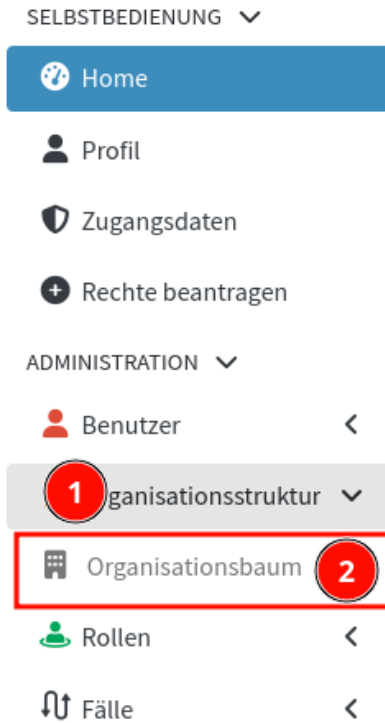 SELBSTBEDIENUNG
Home
Profil
Zugangsdaten
Rechte beantragen
ADMINISTRATION
Benutzer
1 ganisationsstruktur
Organisationsbaum 2
Rollen
Fälle